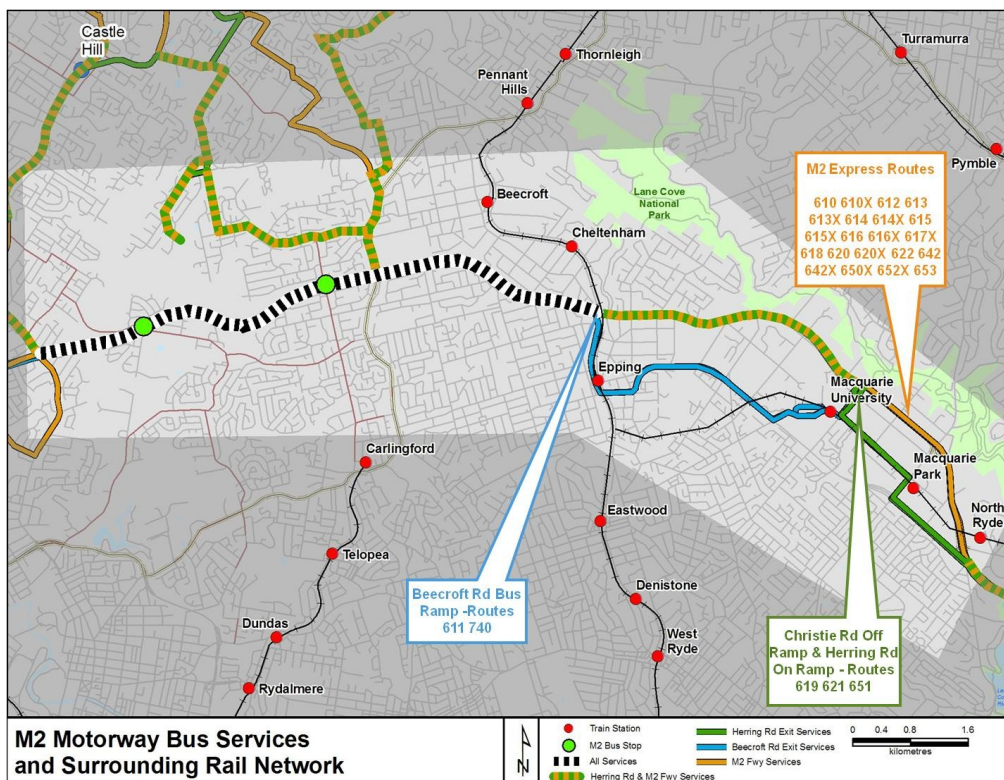 Castle
Hill
Thornleigh
Turramurra
Pennant
Hills
Pymble
M2 Express Routes
610 610X 612 613
613X 614 614X 615
615X 616 616X 617X
618 620 620X 622 642
642X 650X 652X 653
Lane Cove
National
Park
Beecroft
Cheltenham
Epping
Macquarie
University
Macquarie
Park
North
Ryde
Carlingford
Eastwood
Telopea
Beecroft Rd Bus
Ramp -Routes
611 740
Denistone
Christie Rd Off
Ramp & Herring Rd
On Ramp - Routes
619 621 651
Dundas
West
Ryde
Rydalmere
M2 Motorway Bus Services
and Surrounding Rail Network
N
Train Station
M2 Bus Stop
All Services
Herring Rd & M2 Fwy Services
Herring Rd Exit Services
Beecroft Rd Exit Services
M2 Fwy Services
0 0.4 0.8 1.6
kilometres